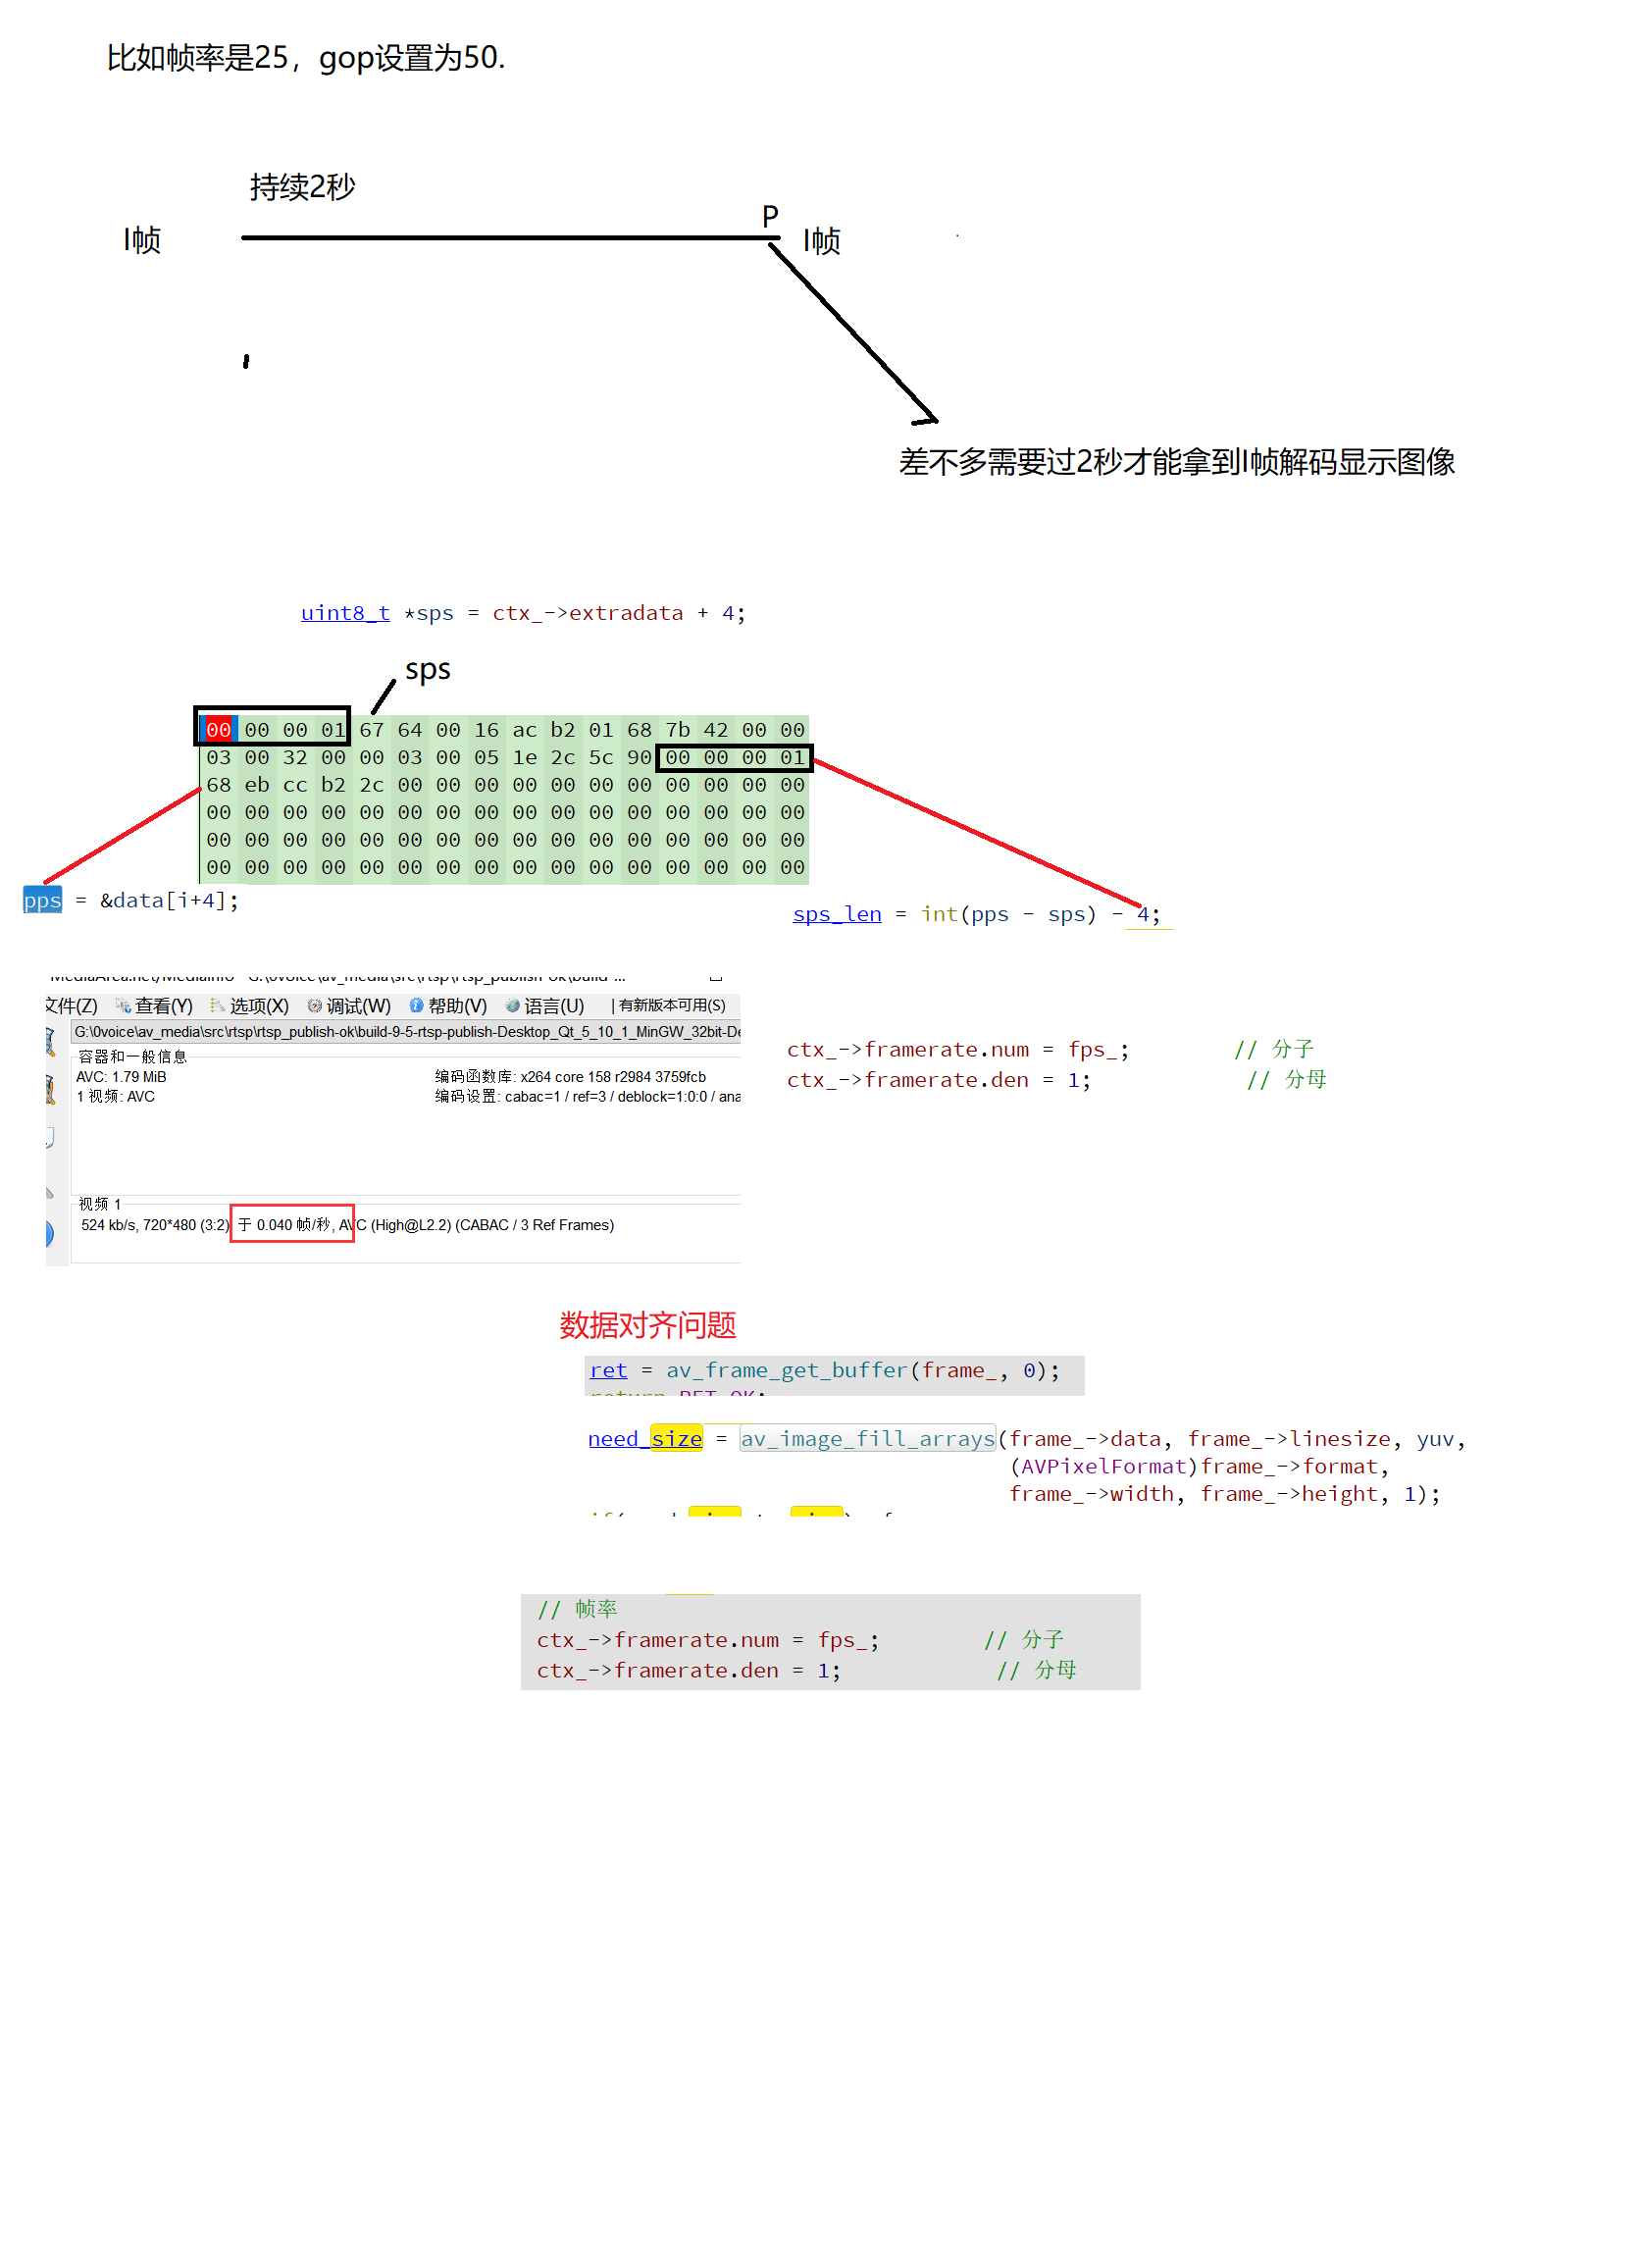 比如帧率是25，gop设置为50.
持续2秒
P
I帧
I帧
差不多需要过2秒才能拿到I帧解码显示图像
uint8_t *sps = ctx_->extradata + 4;
sps
00 00 00 01 67 64 00 16 ac b2 01 68 7b 42 00 00
03 00 32 00 00 03 00 05 1e 2c 5c 90 00 00 00 01
68 eb cc b2 2c 00 00 00 00 00 00 00 00 00 00 00
00 00 00 00 00 00 00 00 00 00 00 00 00 00 00 00
00 00 00 00 00 00 00 00 00 00 00 00 00 00 00 00
00 00 00 00 00 00 00 00 00 00 00 00 00 00 00 00
pps = &data[i+4];
sps_len = int(pps - sps) - 4;
MediaArea.net/MediaInfo - G:\0voice\av_media\src\rtsp\rtsp_publish-ok\build-...
文件(Z) 查看(Y) 选项(X) 调试(W) 帮助(V) 语言(U) | 有新版本可用(S)
G:\0voice\av_media\src\rtsp\rtsp_publish-ok\build-9-5-rtsp-publish-Desktop_Qt_5_10_1_MinGW_32bit-De
容器和一般信息
AVC: 1.79 MiB 编码函数库: x264 core 158 r2984 3759fcb
1 视频: AVC 编码设置: cabac=1 / ref=3 / deblock=1:0:0 / ana
视频 1
524 kb/s, 720*480 (3:2) 于 0.040 帧/秒, AVC (High@L2.2) (CABAC / 3 Ref Frames)
ctx_->framerate.num = fps_; // 分子
ctx_->framerate.den = 1; // 分母
数据对齐问题
ret = av_frame_get_buffer(frame_, 0);
return RET_OK;
need_size = av_image_fill_arrays(frame_->data, frame_->linesize, yuv,
(AVPixelFormat)frame_->format,
frame_->width, frame_->height, 1);
// 帧率
ctx_->framerate.num = fps_; // 分子
ctx_->framerate.den = 1; // 分母